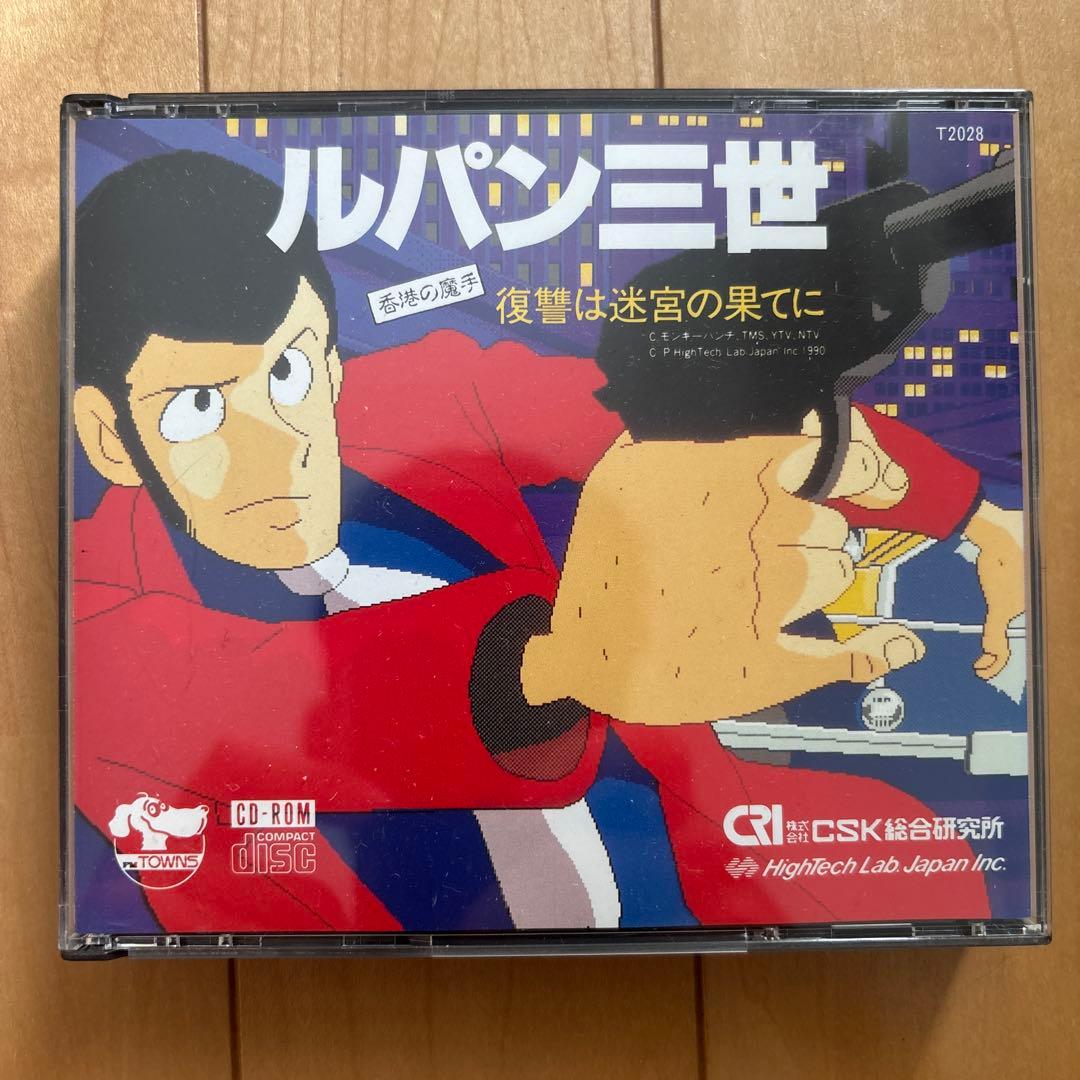 T2028
ルパン三世
香港の魔手
復讐は迷宮の果てに
C.モンキーパンチ、TMS、YTV、NTV
C P HighTech Lab.Japan Inc.1990
FM TOWNS
CD-ROM
COMPACT
disc
CRI 株式会社 CSK総合研究所
HighTech Lab. Japan Inc.